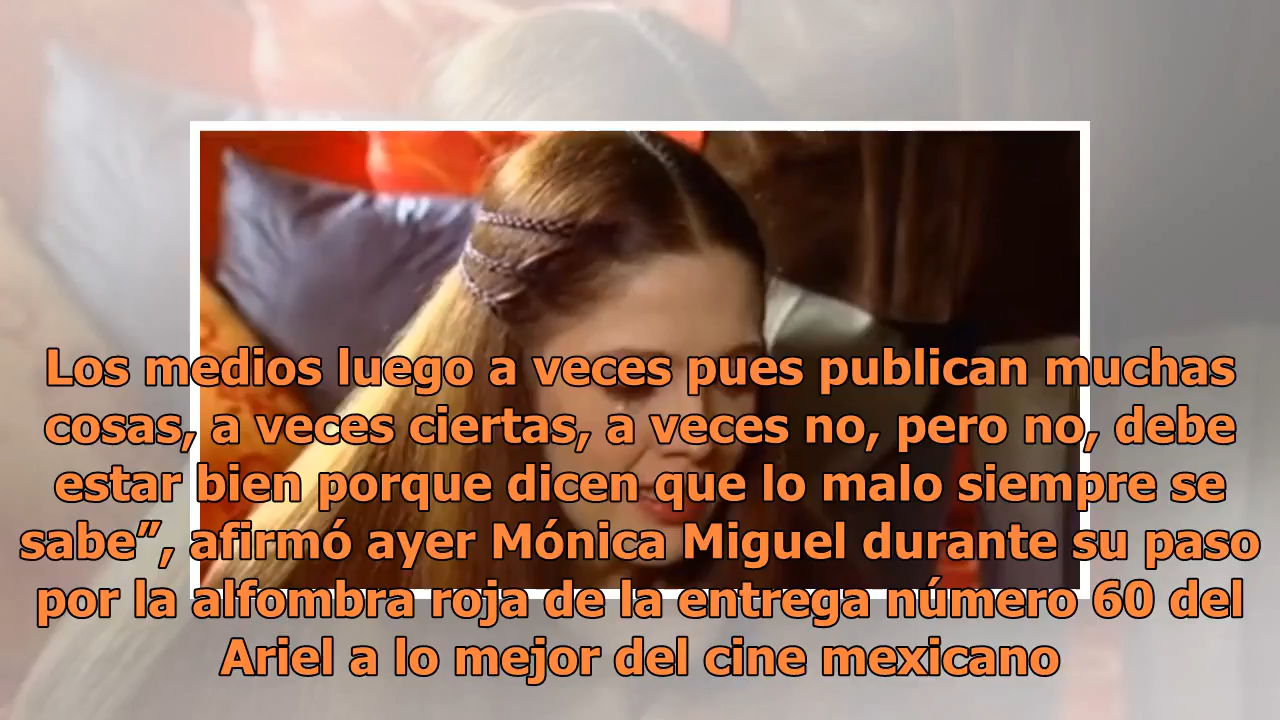 Los medios luego a veces pues publican muchas
cosas, a veces ciertas, a veces no, pero no, debe
estar bien porque dicen que lo malo siempre se
sabe”, afirmó ayer Mónica Miguel durante su paso
por la alfombra roja de la entrega número 60 del
Ariel a lo mejor del cine mexicano